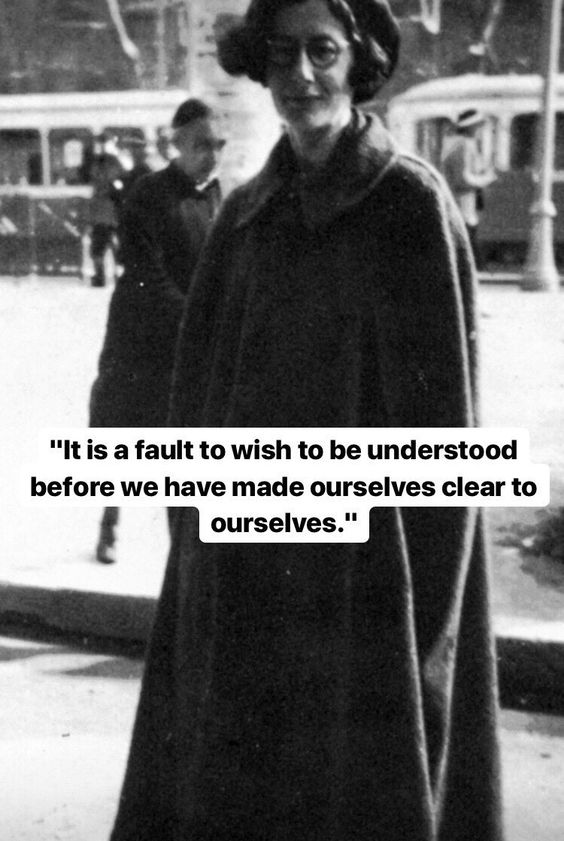 "It is a fault to wish to be understood
before we have made ourselves clear to
ourselves."